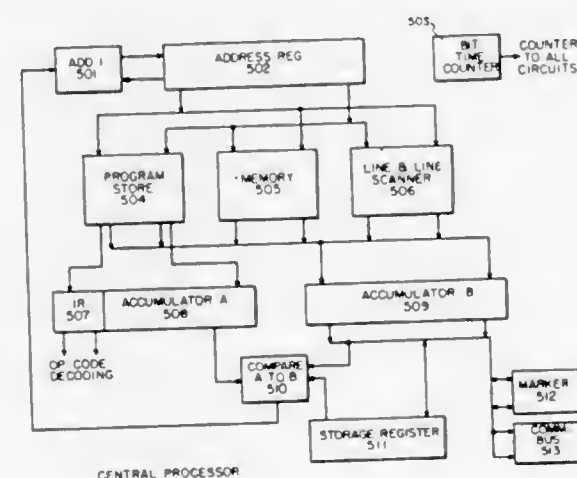 503
BIT
TIME
COUNTER
COUNTER
TO ALL
CIRCUITS
ADD 1
501
ADDRESS REG
502
PROGRAM
STORE
504
MEMORY
505
LINE & LINE
SCANNER
506
IR
507
ACCUMULATOR A
508
ACCUMULATOR B
509
OP CODE
DECODING
COMPARE
A TO B
510
STORAGE REGISTER
511
MARKER
512
COMM
BUS
513
CENTRAL PROCESSOR